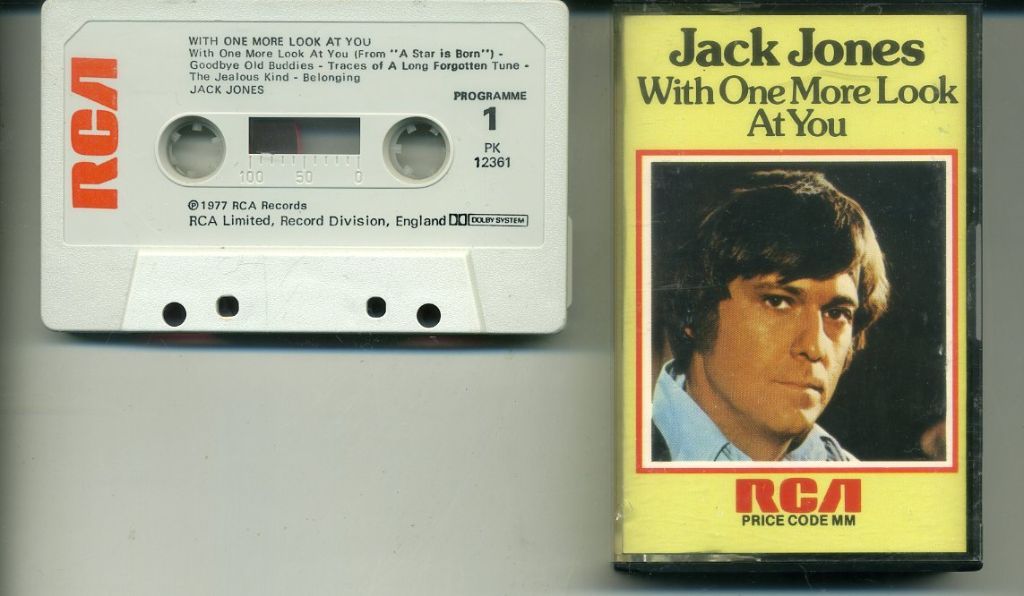 RCA
WITH ONE MORE LOOK AT YOU
With One More Look At You (From "A Star is Born") -
Goodbye Old Buddies - Traces of A Long Forgotten Tune -
The Jealous Kind - Belonging
JACK JONES
PROGRAMME
1
PK
12361
100 50 0
℗1977 RCA Records
RCA Limited, Record Division, England DOLBY SYSTEM
Jack Jones
With One More Look
At You
RCA
PRICE CODE MM